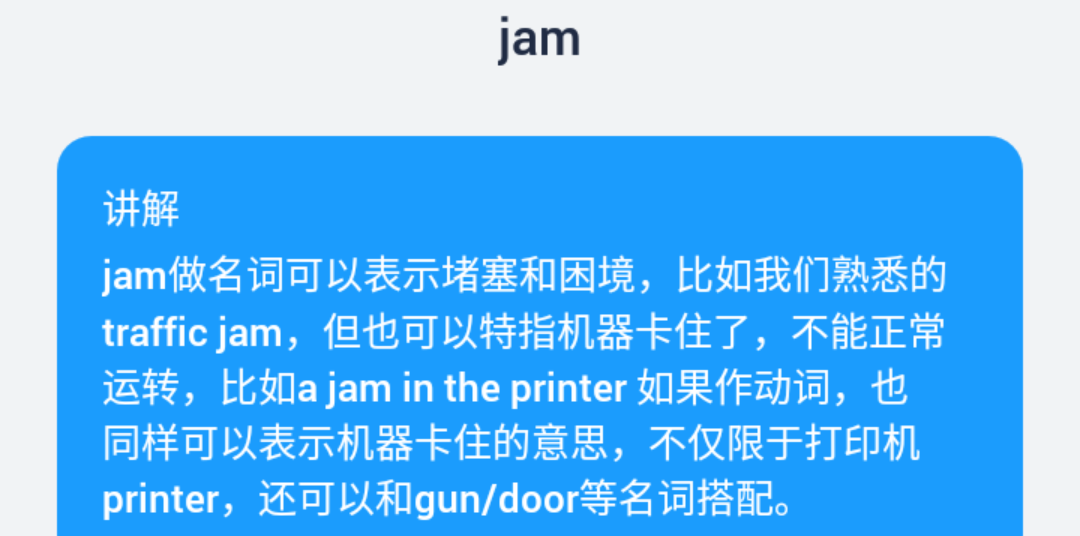 jam
讲解
jam做名词可以表示堵塞和困境，比如我们熟悉的
traffic jam，但也可以特指机器卡住了，不能正常
运转，比如a jam in the printer 如果作动词，也
同样可以表示机器卡住的意思，不仅限于打印机
printer，还可以和gun/door等名词搭配。